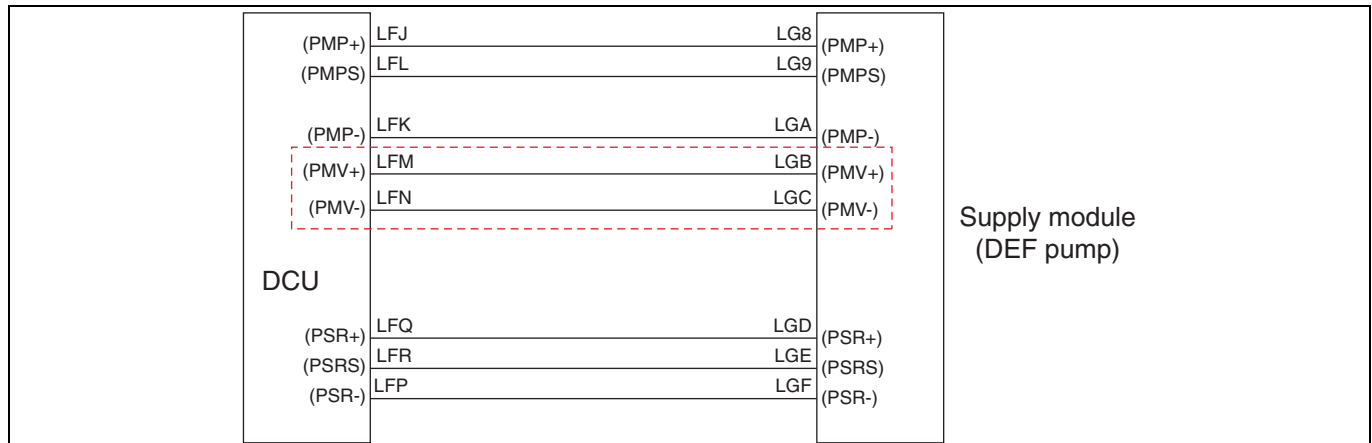 (PMP+) LFJ LG8 (PMP+)
(PMPS) LFL LG9 (PMPS)
(PMP-) LFK LGA (PMP-)
(PMV+) LFM LGB (PMV+)
(PMV-) LFN LGC (PMV-)
Supply module
(DEF pump)
DCU
(PSR+) LFQ LGD (PSR+)
(PSRS) LFR LGE (PSRS)
(PSR-) LFP LGF (PSR-)